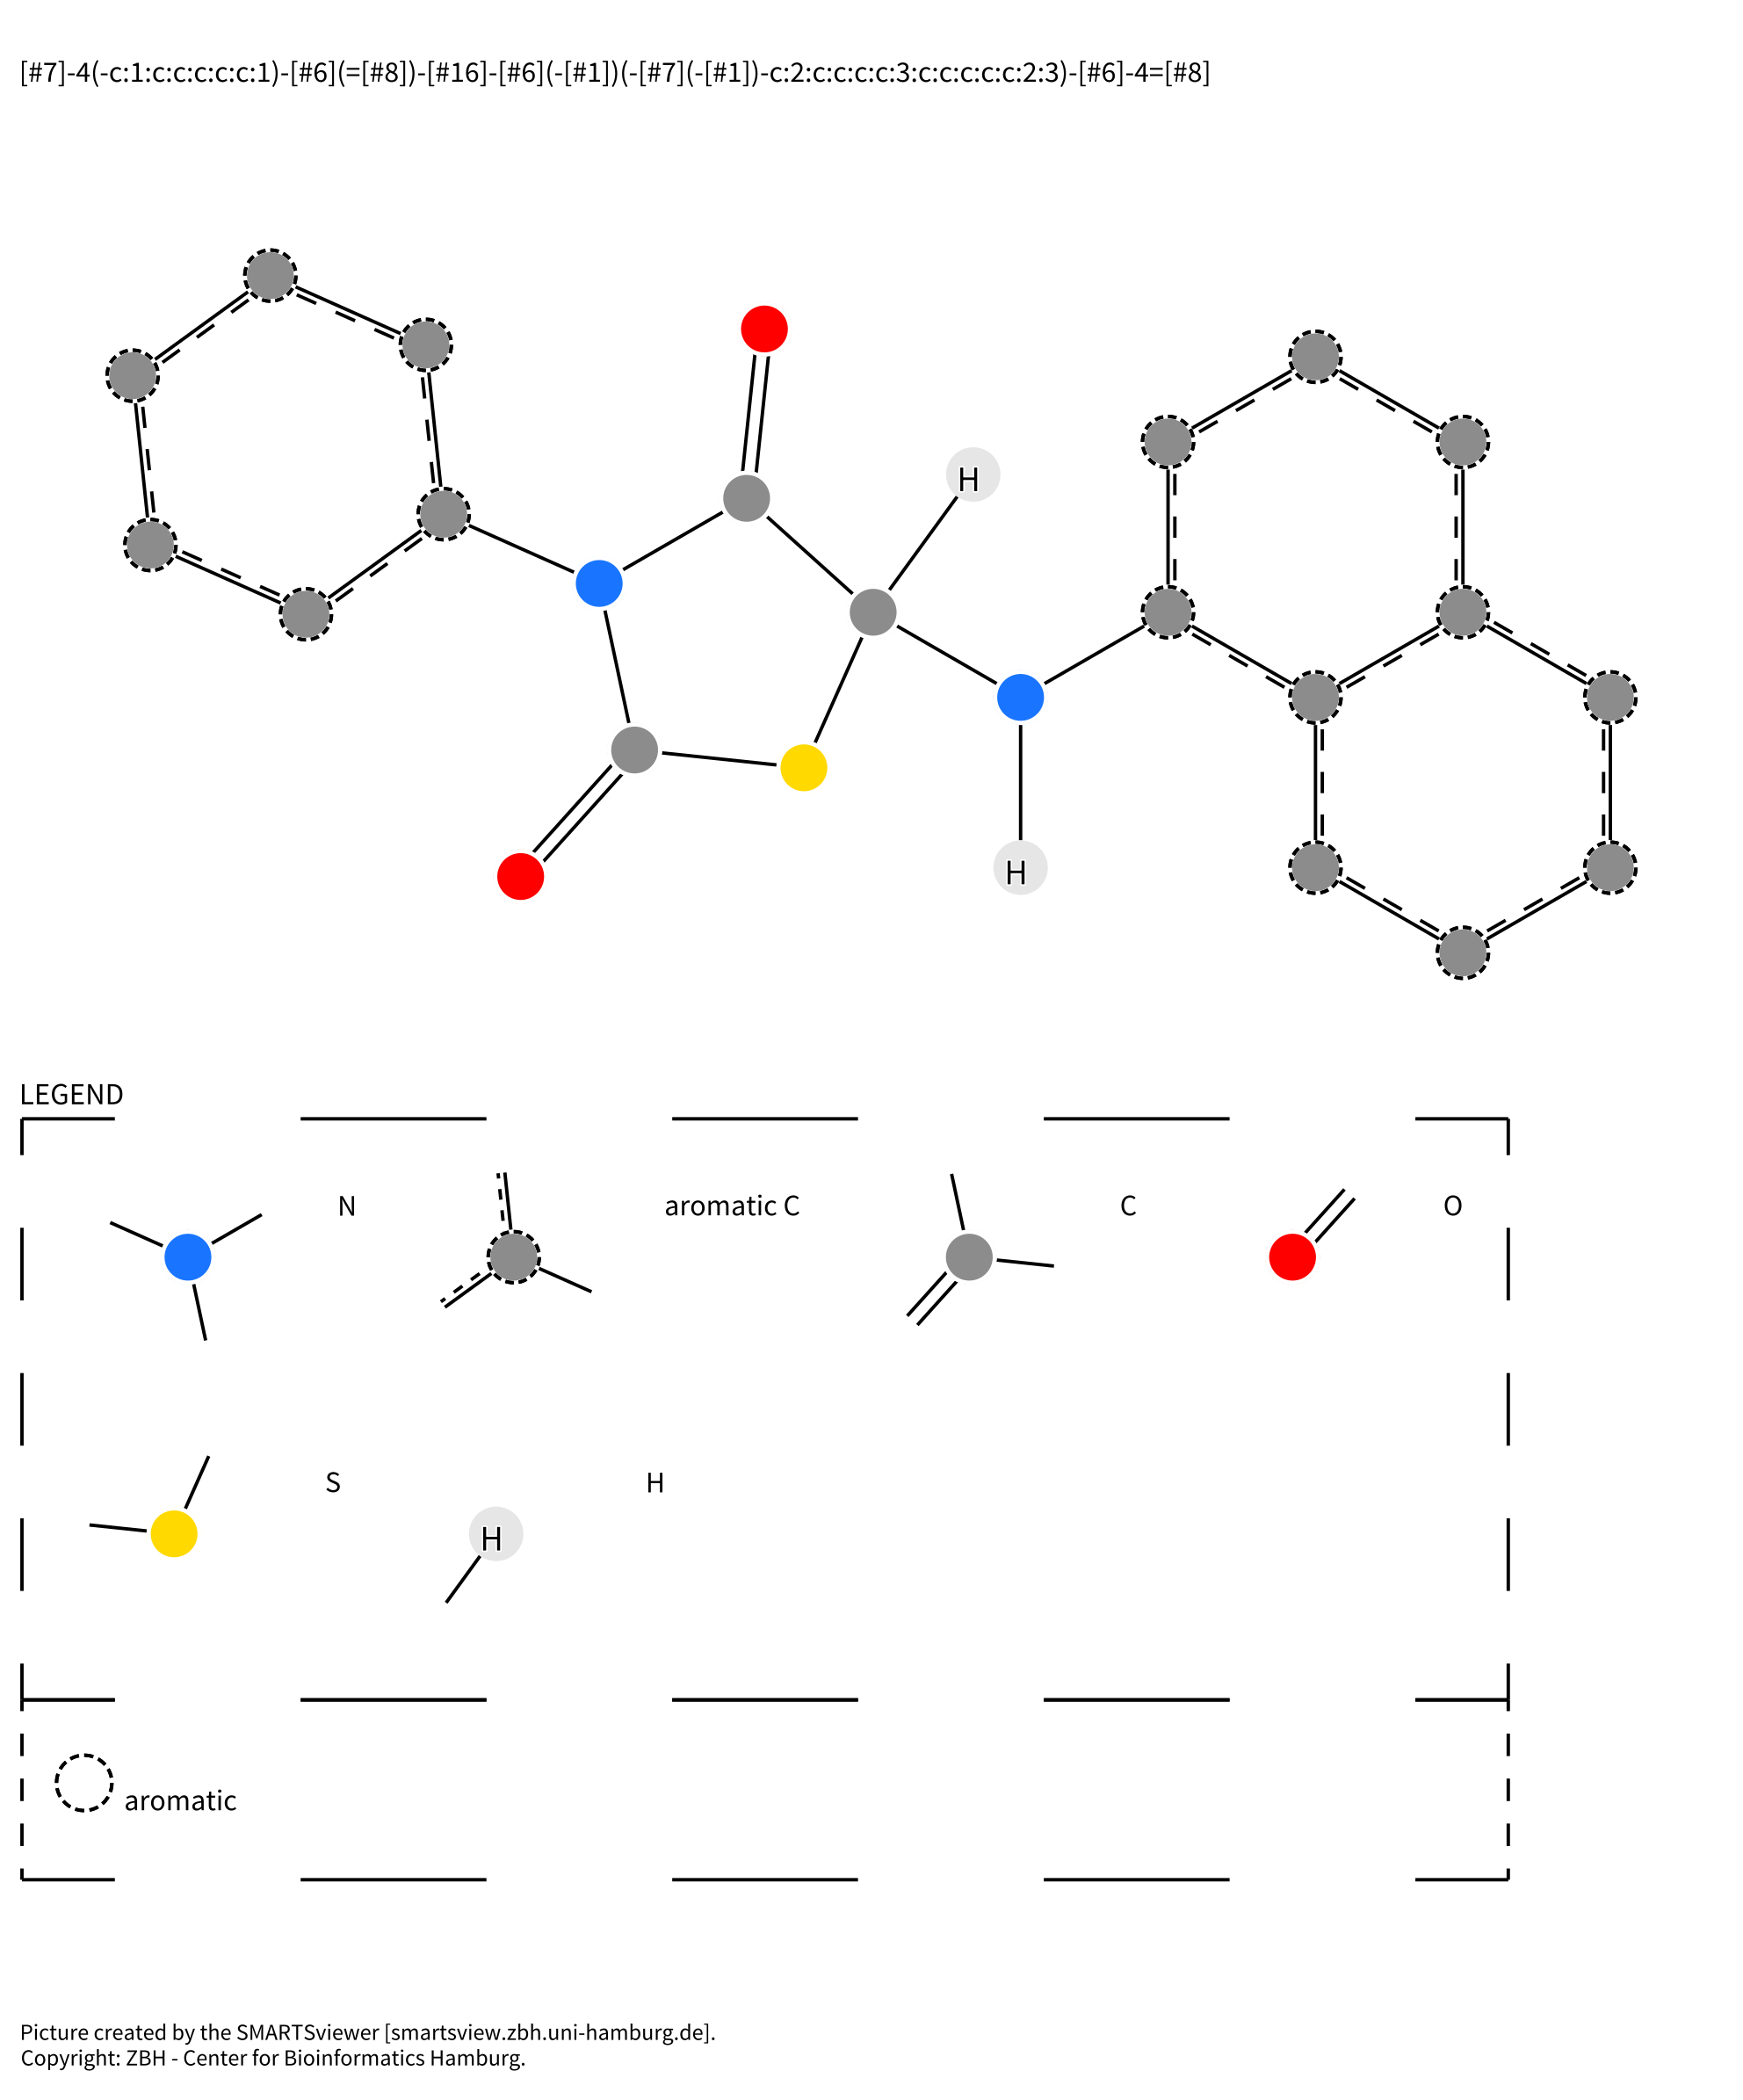 [#7]-4(-c:1:c:c:c:c:c:1)-[#6](=[#8])-[#16]-[#6](-[#1])(-[#7](-[#1])-c:2:c:c:c:c:3:c:c:c:c:c:2:3)-[#6]-4=[#8]
H
H
LEGEND
N aromatic C C O
S H
H
aromatic
Picture created by the SMARTSviewer [smartsview.zbh.uni-hamburg.de].
Copyright: ZBH - Center for Bioinformatics Hamburg.